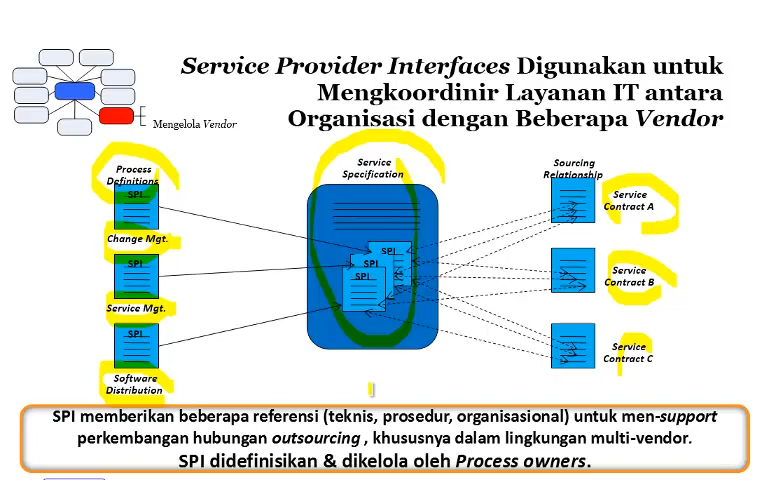 Service Provider Interfaces Digunakan untuk
Mengkoordinir Layanan IT antara
Organisasi dengan Beberapa Vendor
Mengelola Vendor
Process
Definitions
SPI
Change Mgt.
SPI
Service Mgt.
SPI
Software
Distribution
Service
Specification
SPI
SPI
SPI
Sourcing
Relationship
Service
Contract A
Service
Contract B
Service
Contract C
SPI memberikan beberapa referensi (teknis, prosedur, organisasional) untuk men-support
perkembangan hubungan outsourcing , khususnya dalam lingkungan multi-vendor.
SPI didefinisikan & dikelola oleh Process owners.